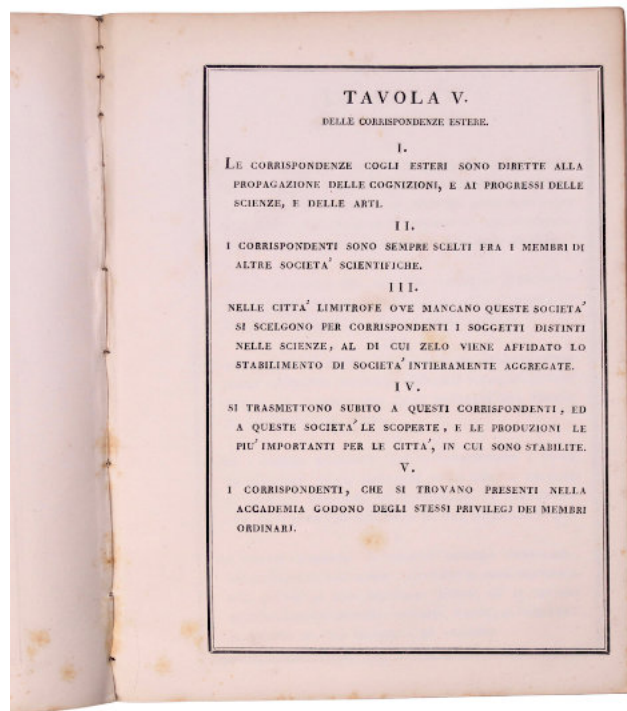 TAVOLA V.
DELLE CORRISPONDENZE ESTERE.
I.
LE CORRISPONDENZE COGLI ESTERI SONO DIRETTE ALLA
PROPAGAZIONE DELLE COGNIZIONI, E AI PROGRESSI DELLE
SCIENZE, E DELLE ARTI.
II.
I CORRISPONDENTI SONO SEMPRE SCELTI FRA I MEMBRI DI
ALTRE SOCIETA' SCIENTIFICHE.
III.
NELLE CITTA' LIMITROFE OVE MANCANO QUESTE SOCIETA'
SI SCELGONO PER CORRISPONDENTI I SOGGETTI DISTINTI
NELLE SCIENZE, AL DI CUI ZELO VIENE AFFIDATO LO
STABILIMENTO DI SOCIETA' INTIERAMENTE AGGREGATE.
IV.
SI TRASMETTONO SUBITO A QUESTI CORRISPONDENTI, ED
A QUESTE SOCIETA' LE SCOPERTE, E LE PRODUZIONI LE
PIU' IMPORTANTI PER LE CITTA', IN CUI SONO STABILITE.
V.
I CORRISPONDENTI, CHE SI TROVANO PRESENTI NELLA
ACCADEMIA GODONO DEGLI STESSI PRIVILEGJ DEI MEMBRI
ORDINARJ.